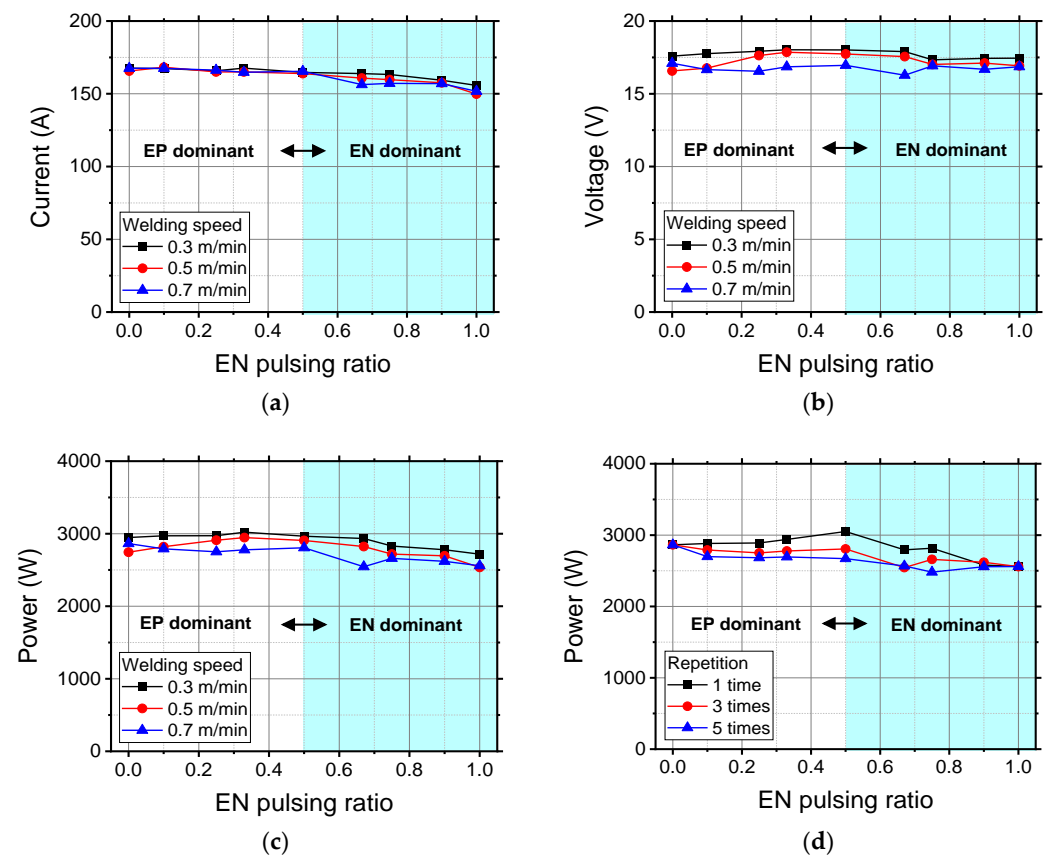 200
150
100
50
0
Current (A)
EP dominant
EN dominant
Welding speed
0.3 m/min
0.5 m/min
0.7 m/min
0.0 0.2 0.4 0.6 0.8 1.0
EN pulsing ratio
(a)
20
15
10
5
0
Voltage (V)
EP dominant
EN dominant
Welding speed
0.3 m/min
0.5 m/min
0.7 m/min
0.0 0.2 0.4 0.6 0.8 1.0
EN pulsing ratio
(b)
4000
3000
2000
1000
0
Power (W)
EP dominant
EN dominant
Welding speed
0.3 m/min
0.5 m/min
0.7 m/min
0.0 0.2 0.4 0.6 0.8 1.0
EN pulsing ratio
(c)
4000
3000
2000
1000
0
Power (W)
EP dominant
EN dominant
Repetition
1 time
3 times
5 times
0.0 0.2 0.4 0.6 0.8 1.0
EN pulsing ratio
(d)